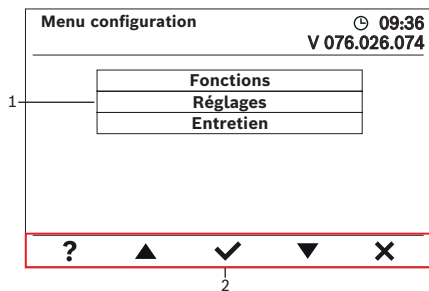 Menu configuration
09:36
V 076.026.074
Fonctions
1
Réglages
Entretien
?
2